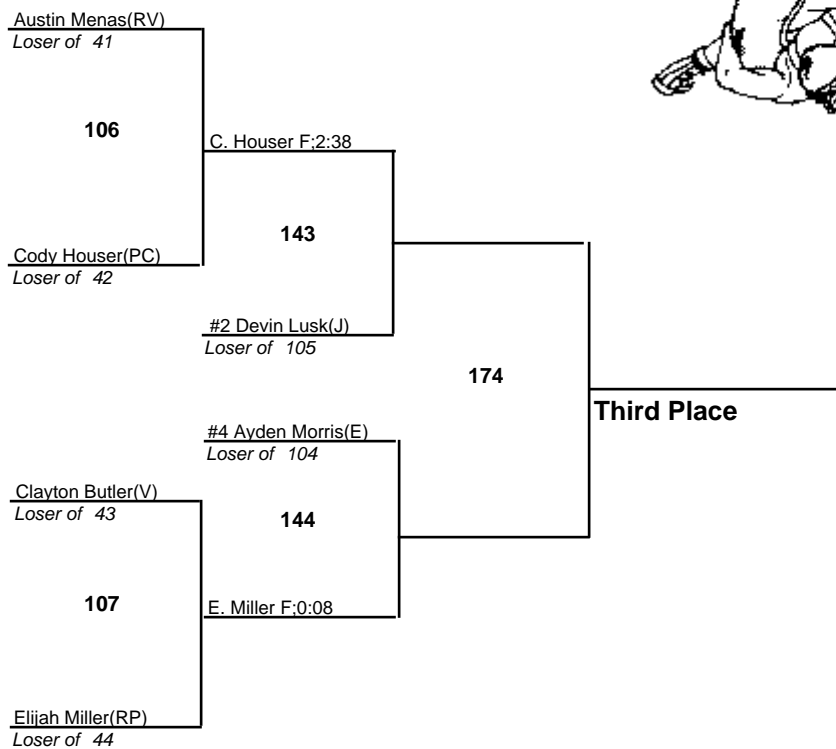 Austin Menas(RV)
Loser of 41
106
C. Houser F;2:38
143
Cody Houser(PC)
Loser of 42
#2 Devin Lusk(J)
Loser of 105
174
Third Place
#4 Ayden Morris(E)
Loser of 104
Clayton Butler(V)
Loser of 43
144
107
E. Miller F;0:08
Elijah Miller(RP)
Loser of 44